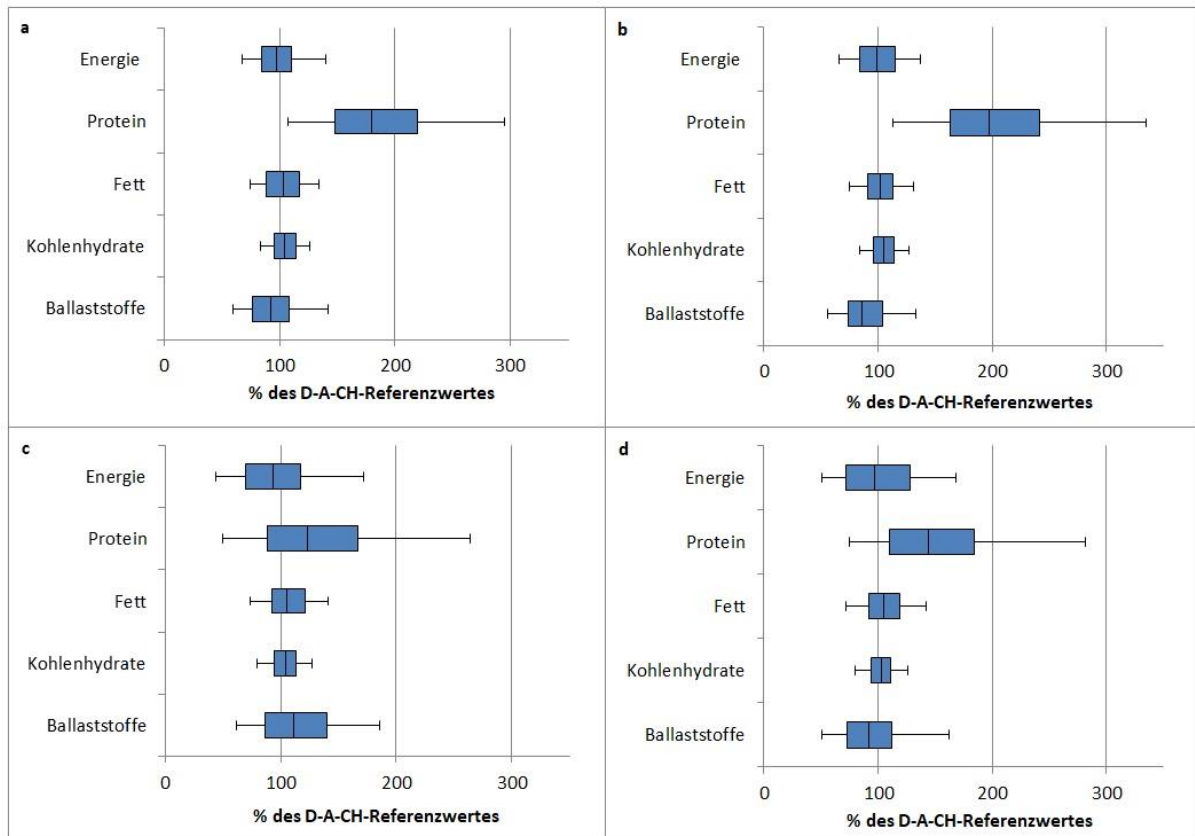 a
Energie
Protein
Fett
Kohlenhydrate
Ballaststoffe
0 100 200 300
% des D-A-CH-Referenzwertes
b
Energie
Protein
Fett
Kohlenhydrate
Ballaststoffe
0 100 200 300
% des D-A-CH-Referenzwertes
c
Energie
Protein
Fett
Kohlenhydrate
Ballaststoffe
0 100 200 300
% des D-A-CH-Referenzwertes
d
Energie
Protein
Fett
Kohlenhydrate
Ballaststoffe
0 100 200 300
% des D-A-CH-Referenzwertes